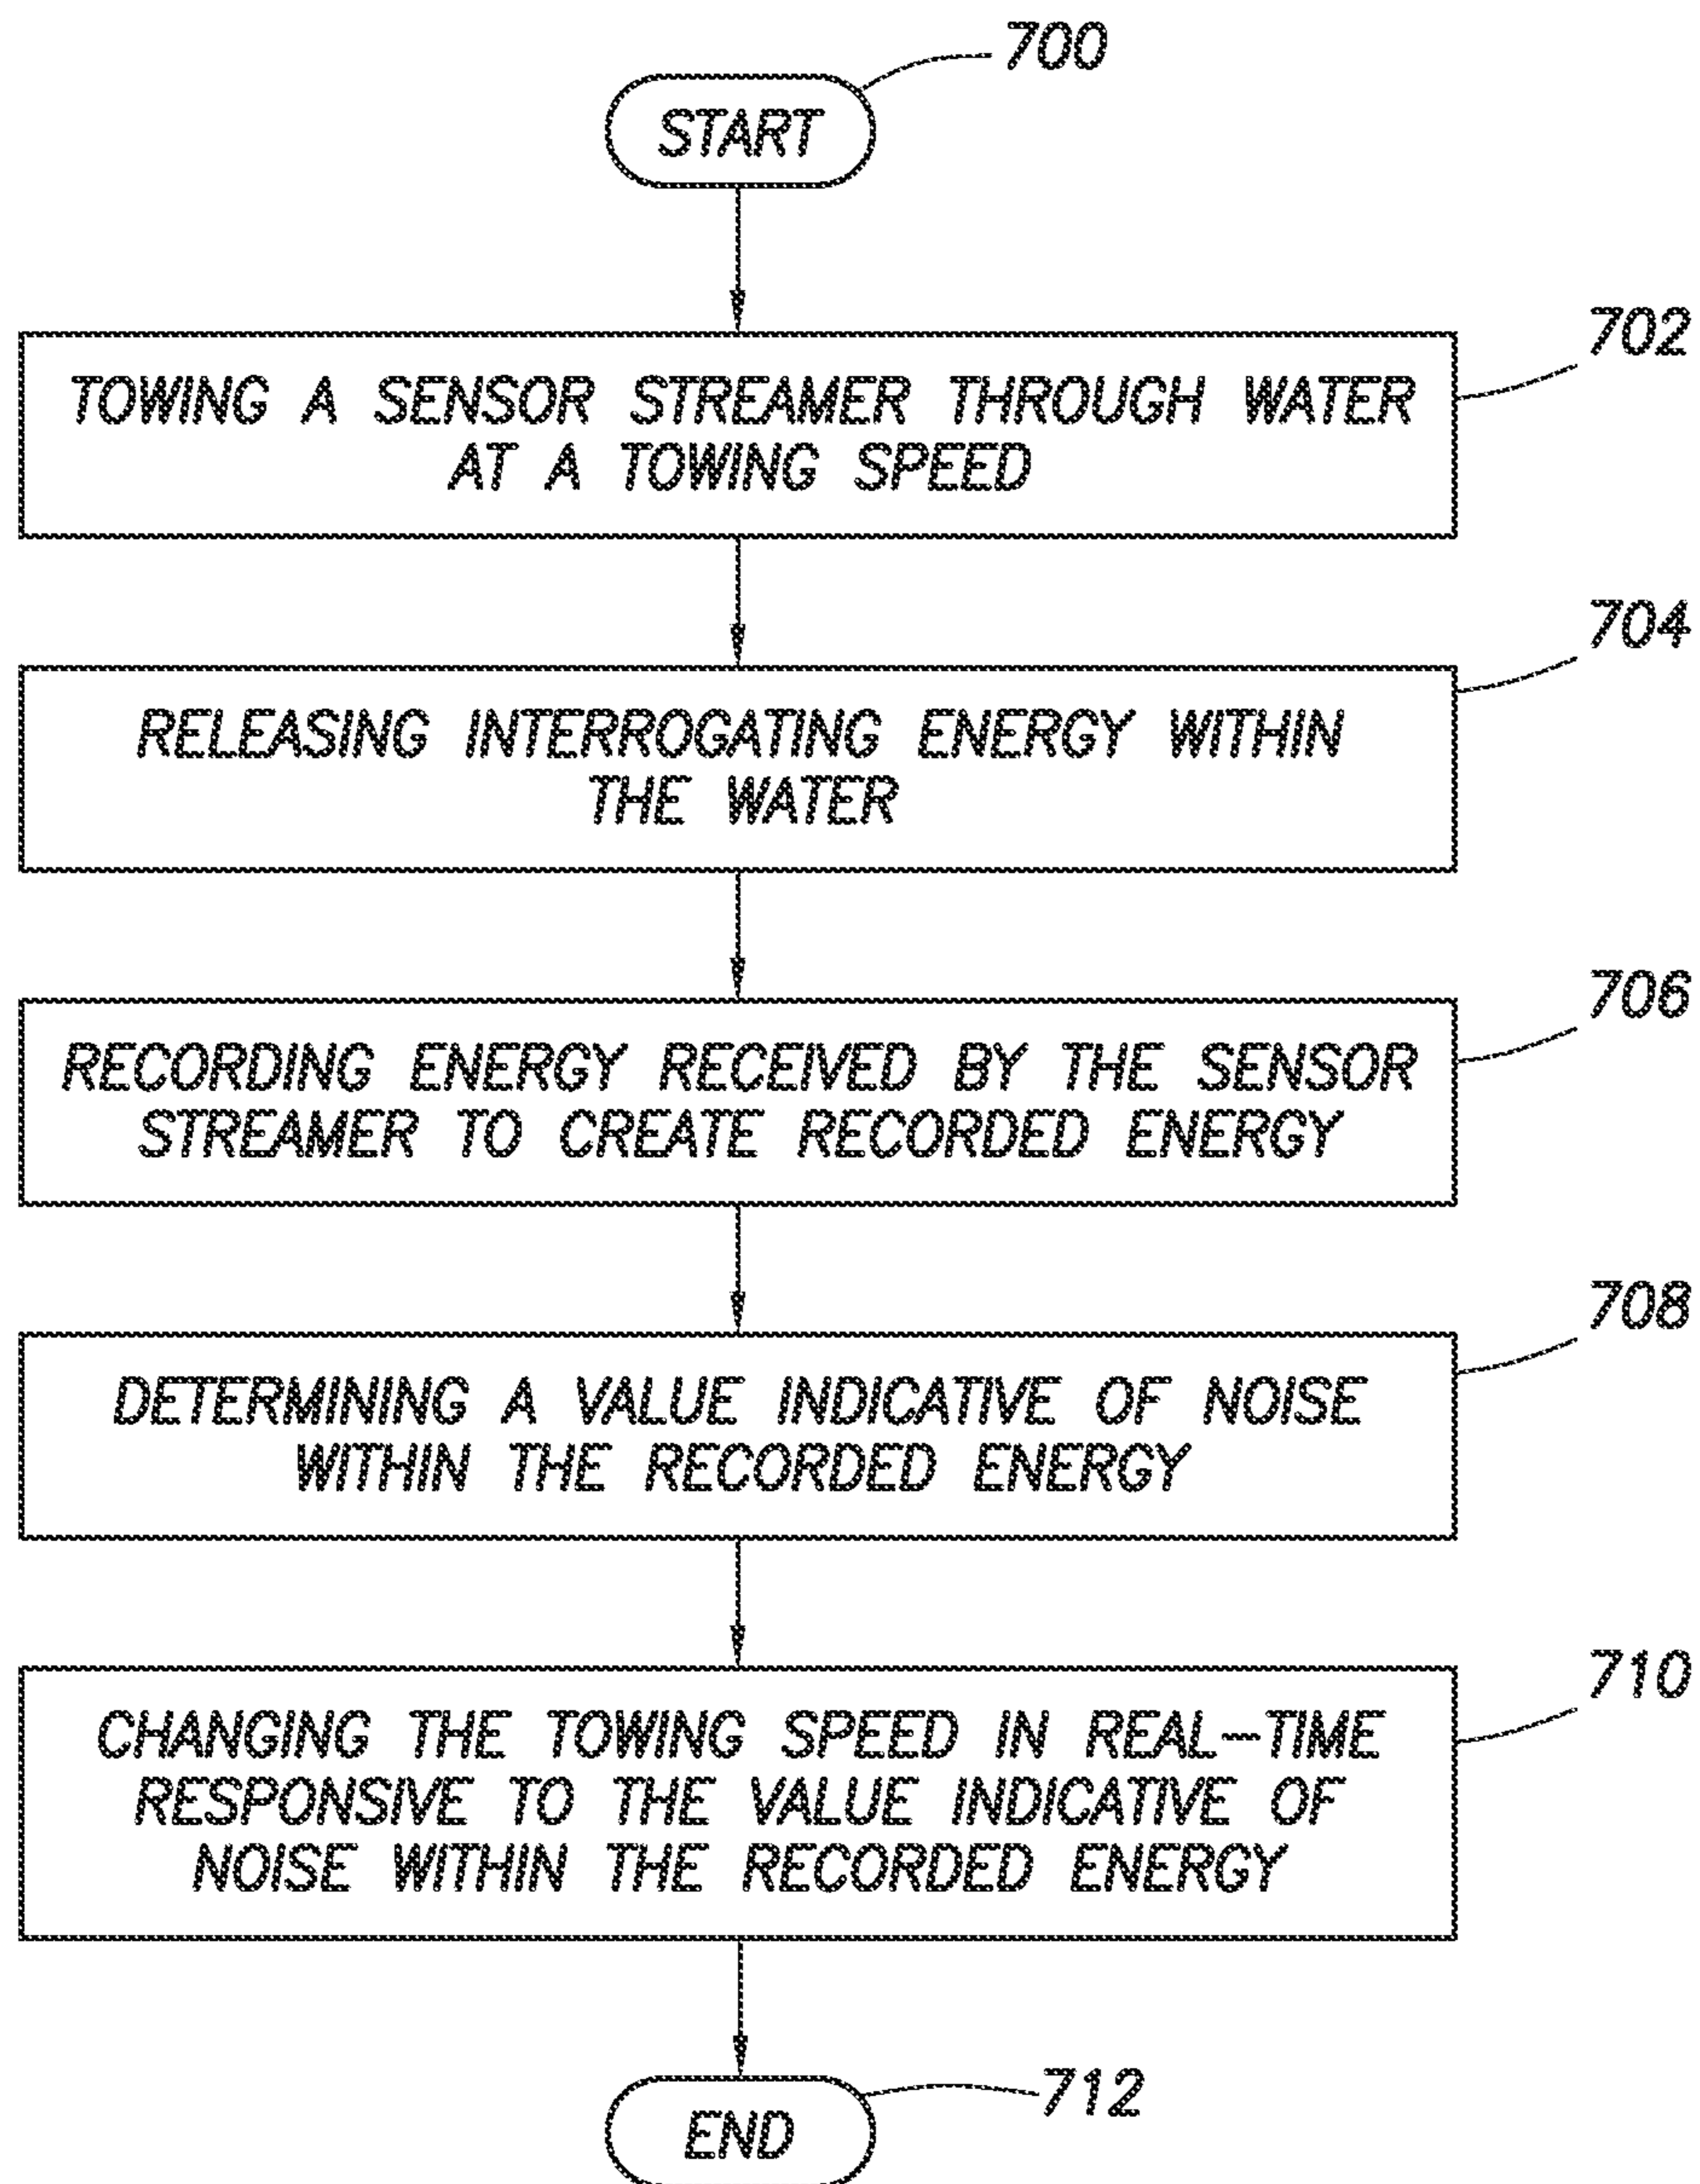 700
START
702
TOWING A SENSOR STREAMER THROUGH WATER
AT A TOWING SPEED
704
RELEASING INTERROGATING ENERGY WITHIN
THE WATER
706
RECORDING ENERGY RECEIVED BY THE SENSOR
STREAMER TO CREATE RECORDED ENERGY
708
DETERMINING A VALUE INDICATIVE OF NOISE
WITHIN THE RECORDED ENERGY
710
CHANGING THE TOWING SPEED IN REAL-TIME
RESPONSIVE TO THE VALUE INDICATIVE OF
NOISE WITHIN THE RECORDED ENERGY
712
END